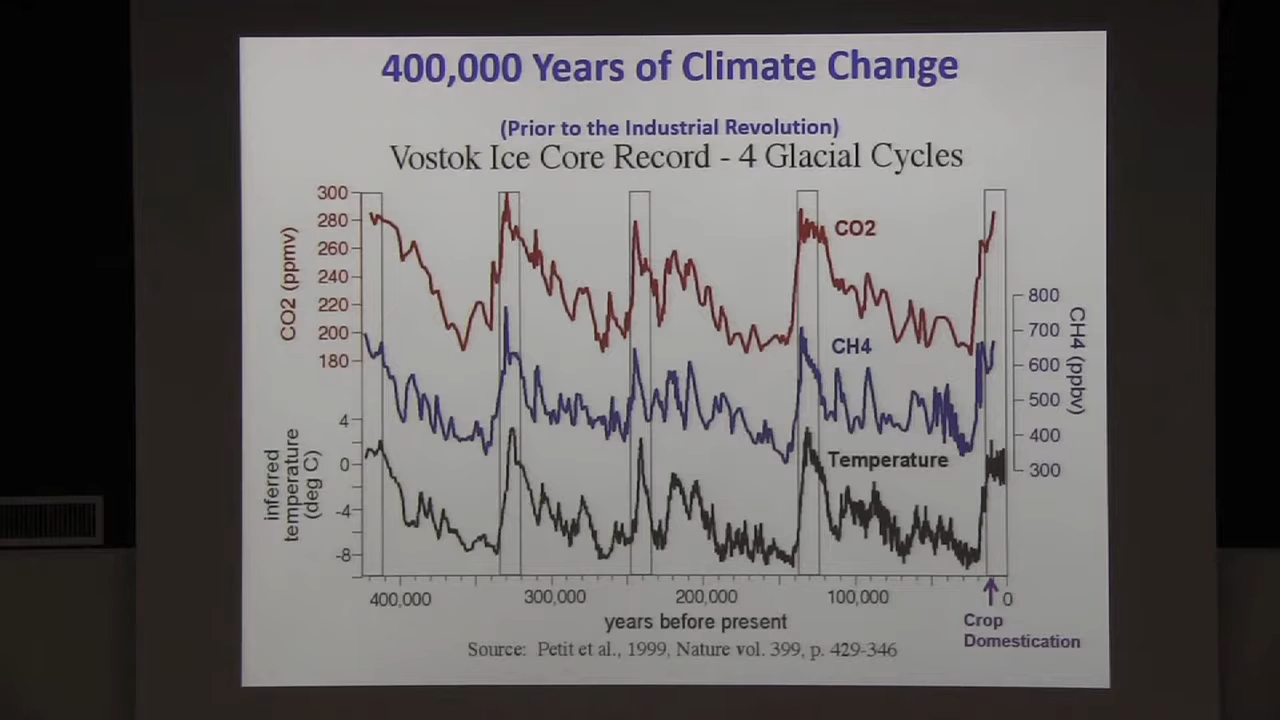 400,000 Years of Climate Change
(Prior to the Industrial Revolution)
Vostok Ice Core Record - 4 Glacial Cycles
300
280
260
240
220
200
180
CO2 (ppmv)
CO2
800
700
600
500
400
300
CH4 (ppbv)
CH4
4
0
-4
-8
inferred
temperature
(deg C)
Temperature
400,000
300,000
200,000
100,000
0
years before present
Crop
Domestication
Source: Petit et al., 1999, Nature vol. 399, p. 429-346